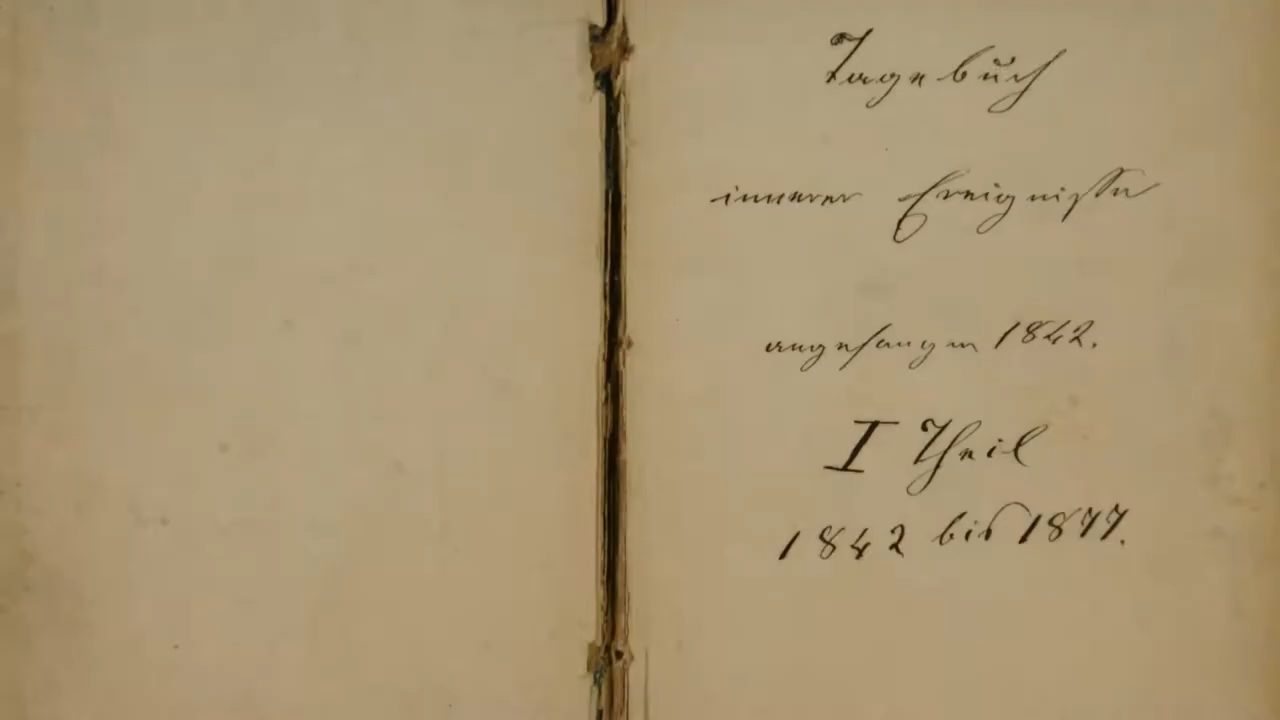 Tagebuch
innerer Ereignisse
angefangen 1842.
I Theil
1842 bis 1877.